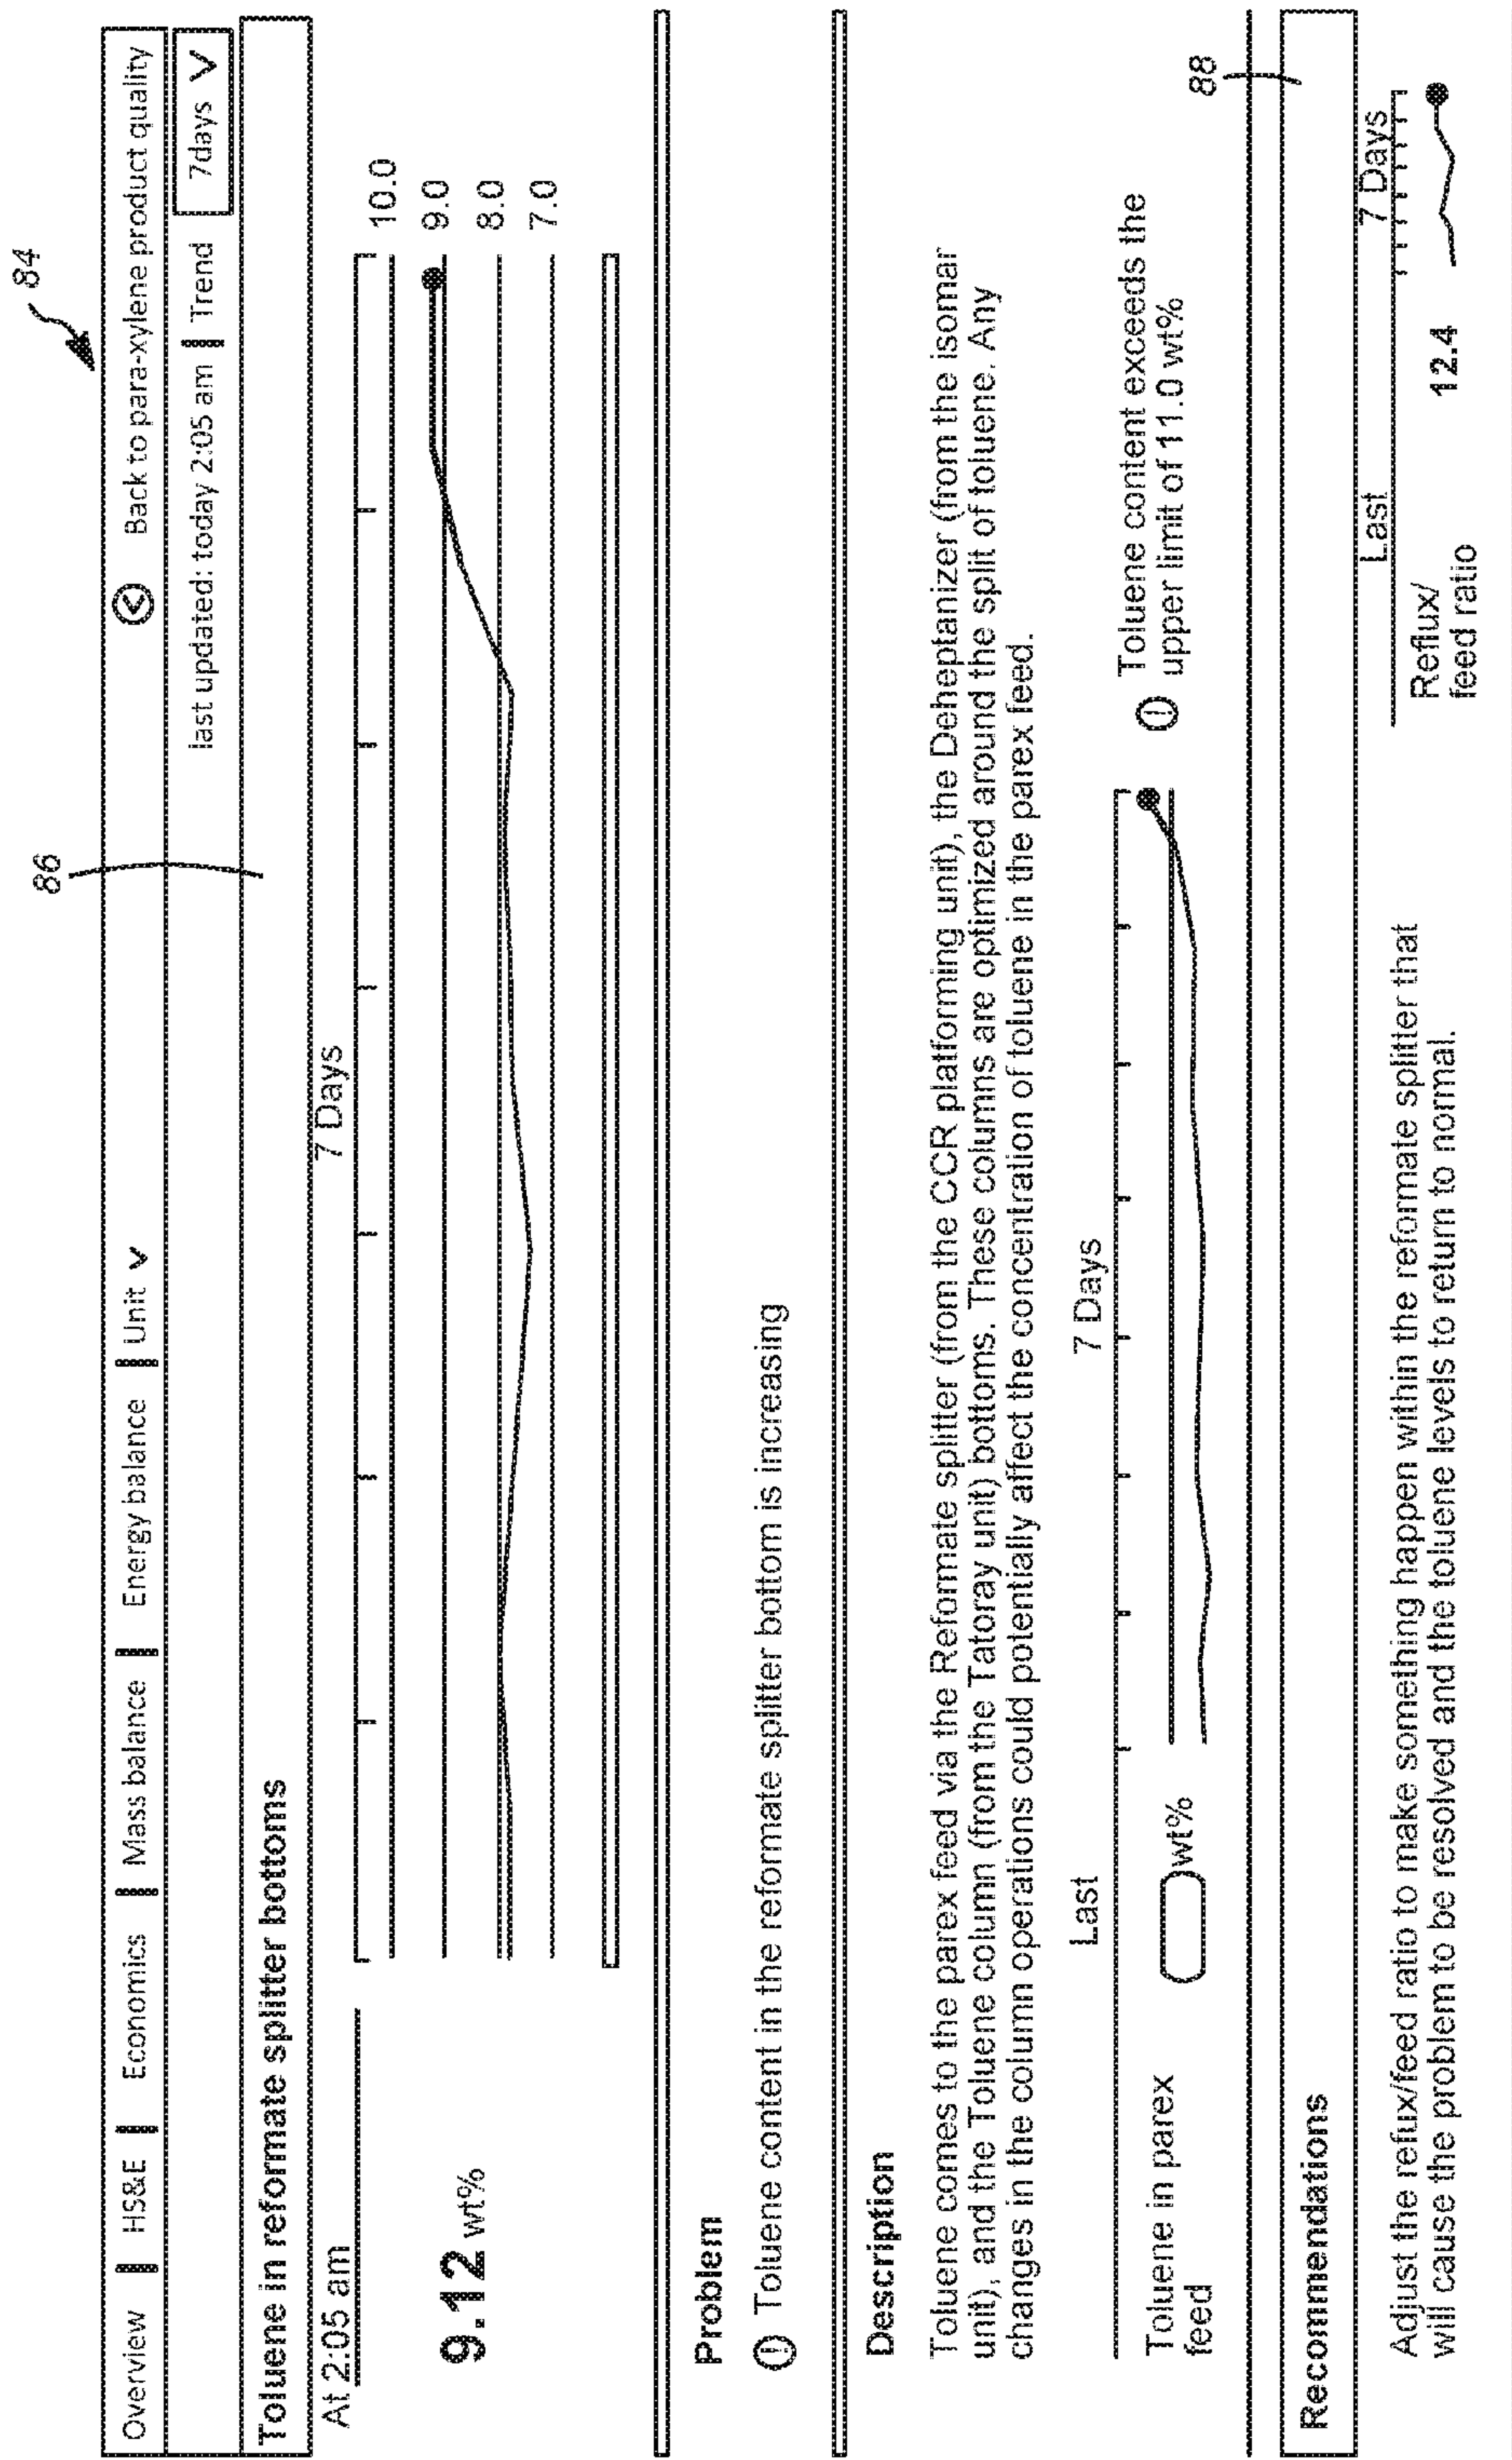 84
86
Overview | HS&E | Economics | Mass balance | Energy balance | Unit Back to para-xylene product quality
last updated: today 2:05 am | Trend 7days
Toluene in reformate splitter bottoms
7 Days
At 2:05 am
9.12 wt%
10.0
9.0
8.0
7.0
Problem
Toluene content in the reformate splitter bottom is increasing
Description
Toluene comes to the parex feed via the Reformate splitter (from the CCR platforming unit), the Deheptanizer (from the isomar
unit), and the Toluene column (from the Tatoray unit) bottoms. These columns are optimized around the split of toluene. Any
changes in the column operations could potentially affect the concentration of toluene in the parex feed.
Last 7 Days
Toluene in parex
feed
wt%
Toluene content exceeds the
upper limit of 11.0 wt%
88
Recommendations
Last 7 Days
Adjust the reflux/feed ratio to make something happen within the reformate splitter that
will cause the problem to be resolved and the toluene levels to return to normal.
Reflux/
feed ratio
12.4